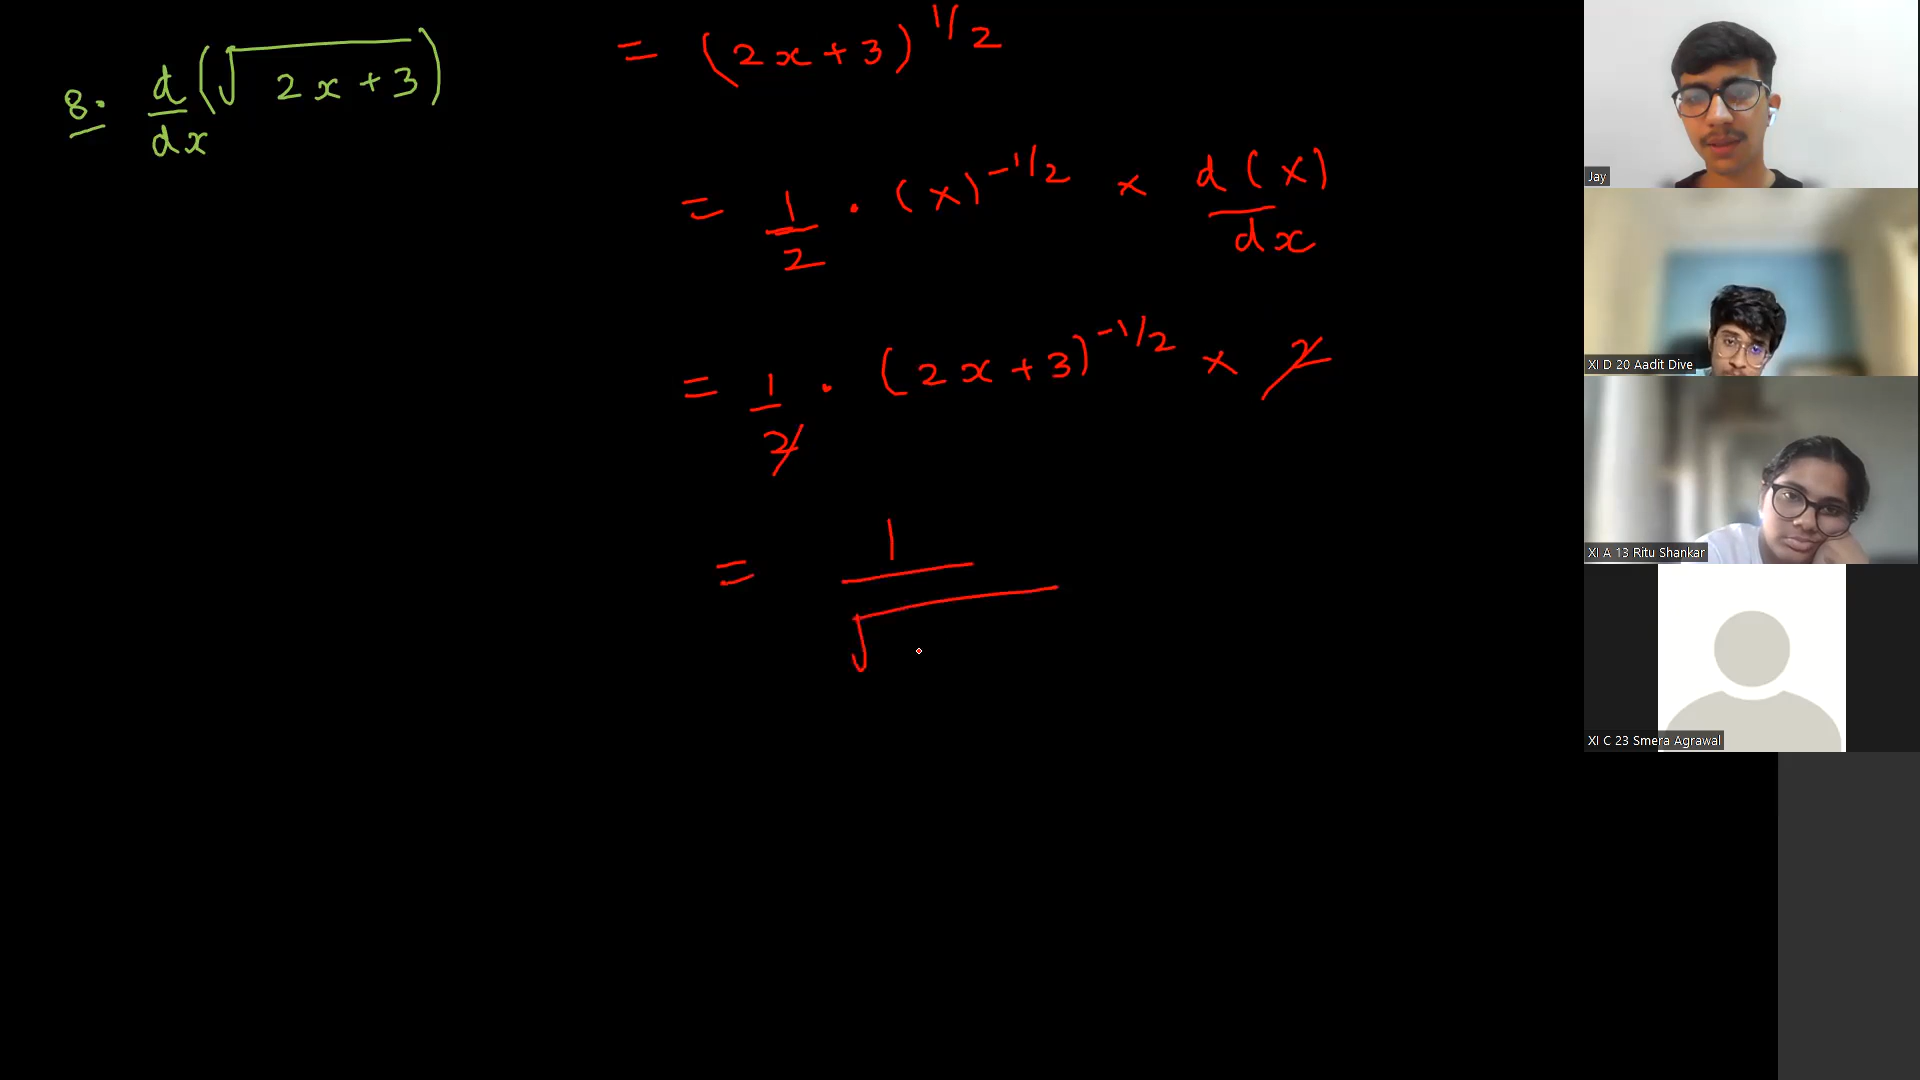 8. d/dx (√(2x+3))
= (2x+3)^1/2
= 1/2 · (x)^-1/2 × d(x)/dx
= 1/2 · (2x+3)^-1/2 × 2
= 1/√
Jay
XI D 20 Aadit Dive
XI A 13 Ritu Shankar
XI C 23 Smera Agrawal